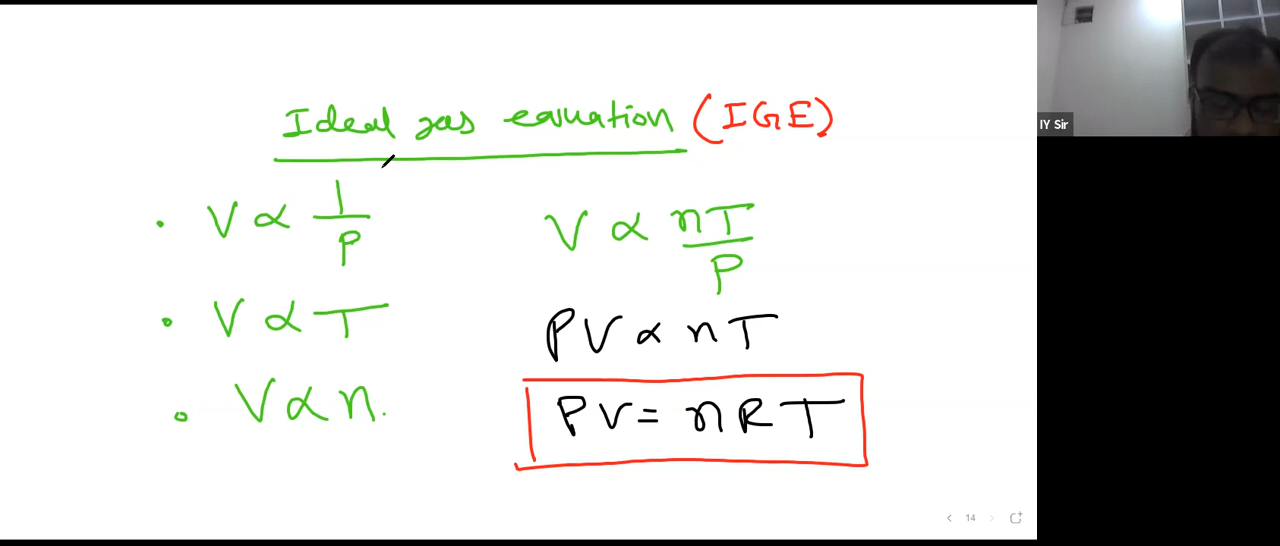 Ideal gas equation (IGE)
• V ∝ 1/P
• V ∝ T
• V ∝ n.
V ∝ nT/P
PV ∝ nT
PV = nRT
IY Sir
14